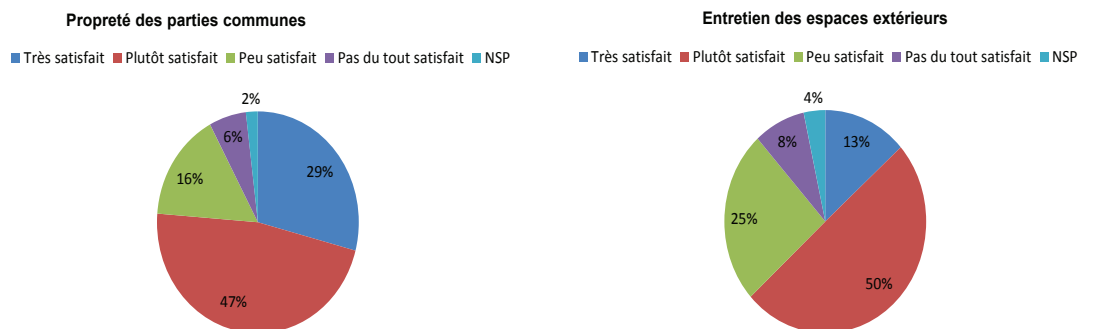 Propreté des parties communes
Très satisfait Plutôt satisfait Peu satisfait Pas du tout satisfait NSP
2%
6%
29%
16%
47%
Entretien des espaces extérieurs
Très satisfait Plutôt satisfait Peu satisfait Pas du tout satisfait NSP
4%
8%
13%
25%
50%